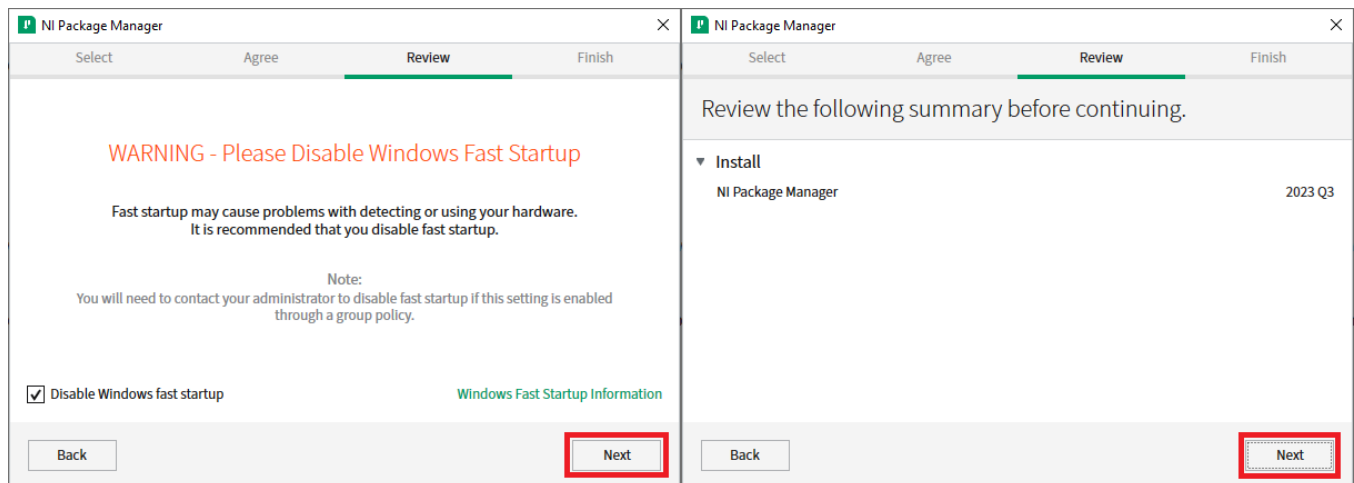 NI Package Manager
Select Agree Review Finish
WARNING - Please Disable Windows Fast Startup
Fast startup may cause problems with detecting or using your hardware.
It is recommended that you disable fast startup.
Note:
You will need to contact your administrator to disable fast startup if this setting is enabled
through a group policy.
Disable Windows fast startup
Windows Fast Startup Information
Back Next
NI Package Manager
Select Agree Review Finish
Review the following summary before continuing.
Install
NI Package Manager 2023 Q3
Back Next